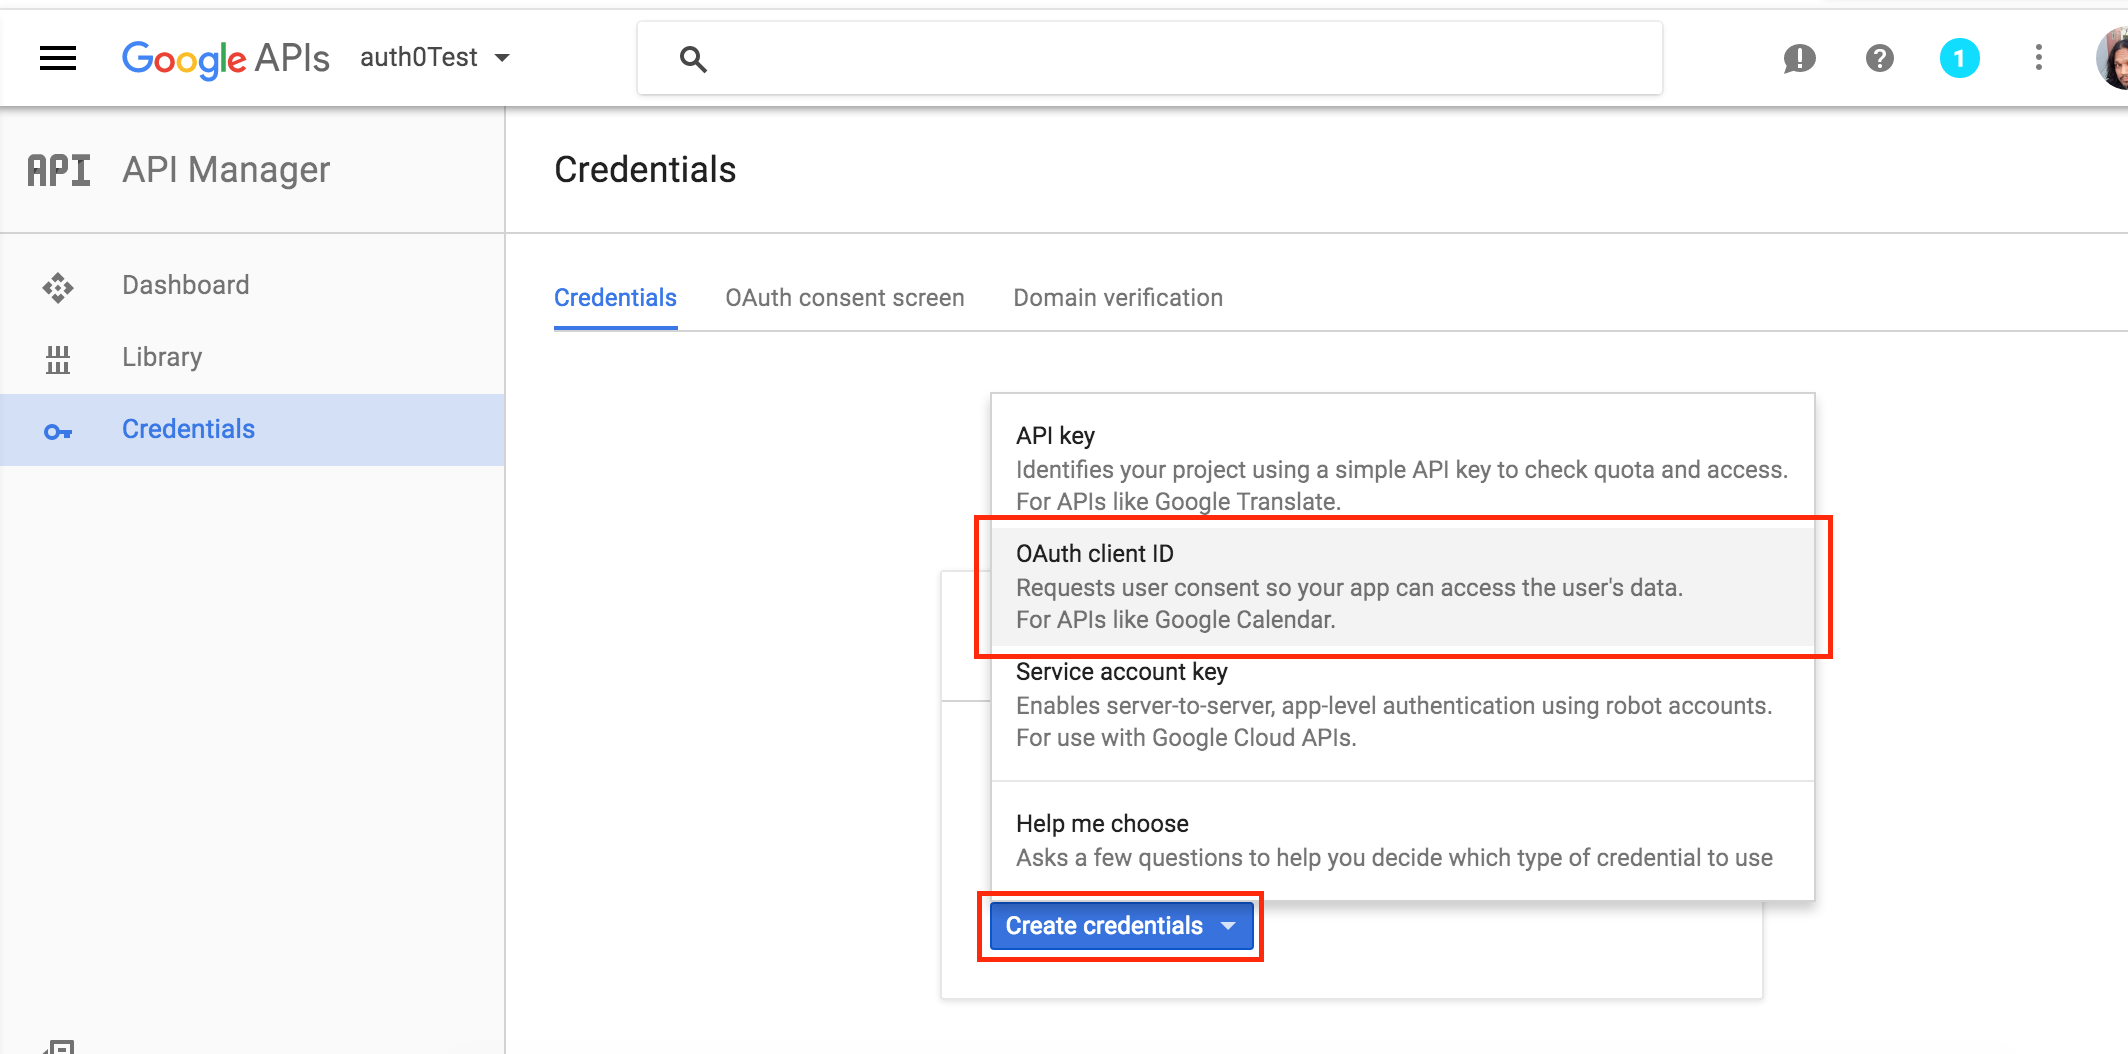 Google APIs
auth0Test
1
API
API Manager
Credentials
Dashboard
Library
Credentials
Credentials
OAuth consent screen
Domain verification
API key
Identifies your project using a simple API key to check quota and access.
For APIs like Google Translate.
OAuth client ID
Requests user consent so your app can access the user's data.
For APIs like Google Calendar.
Service account key
Enables server-to-server, app-level authentication using robot accounts.
For use with Google Cloud APIs.
Help me choose
Asks a few questions to help you decide which type of credential to use
Create credentials